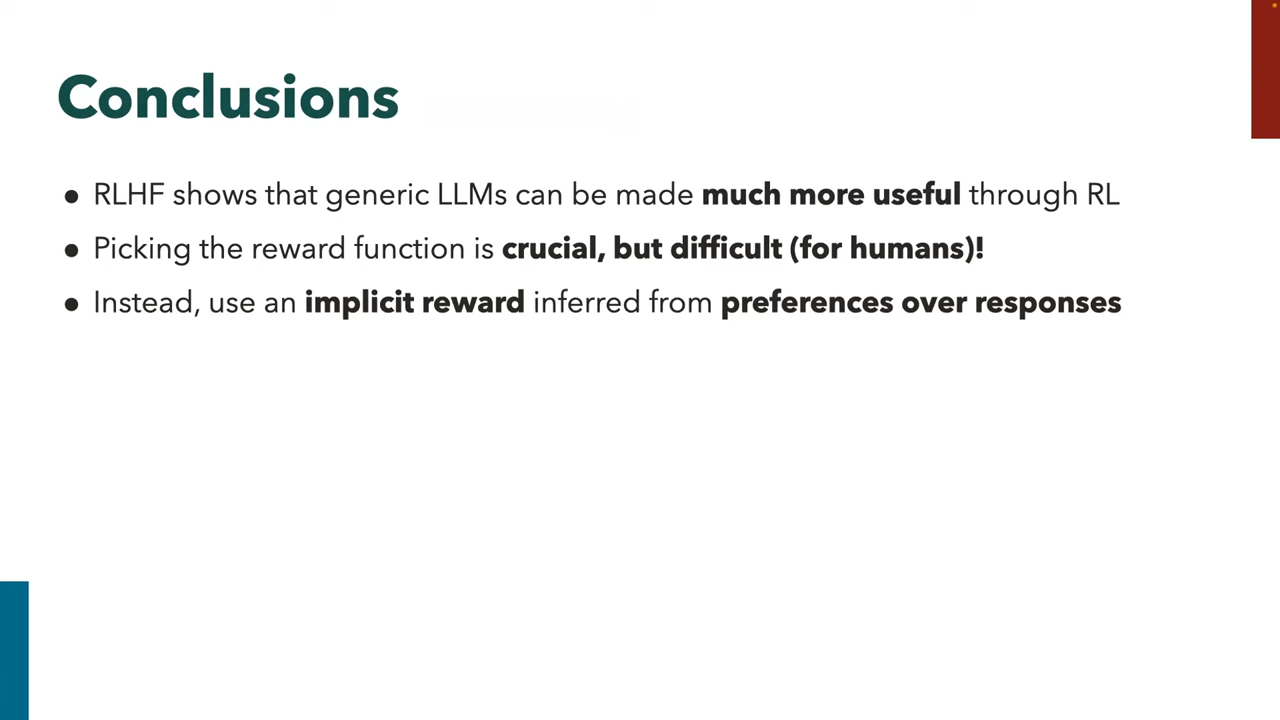 Conclusions
● RLHF shows that generic LLMs can be made much more useful through RL
● Picking the reward function is crucial, but difficult (for humans)!
● Instead, use an implicit reward inferred from preferences over responses